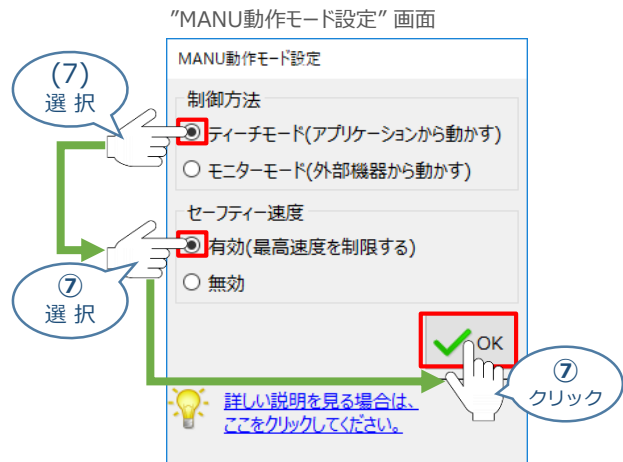 ”MANU動作モード設定” 画面
MANU動作モード設定
(7)
選 択
制御方法
ティーチモード(アプリケーションから動かす)
モニターモード(外部機器から動かす)
セーフティー速度
有効(最高速度を制限する)
⑦
選 択
無効
OK
⑦
クリック
詳しい説明を見る場合は、
ここをクリックしてください。